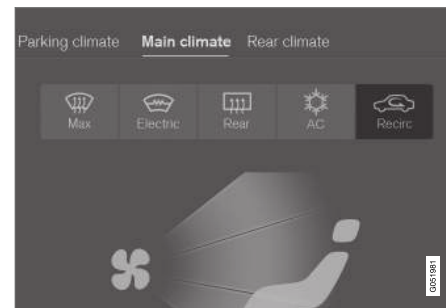 Parking climate Main climate Rear climate
Max Electric Rear AC Recirc
G051981